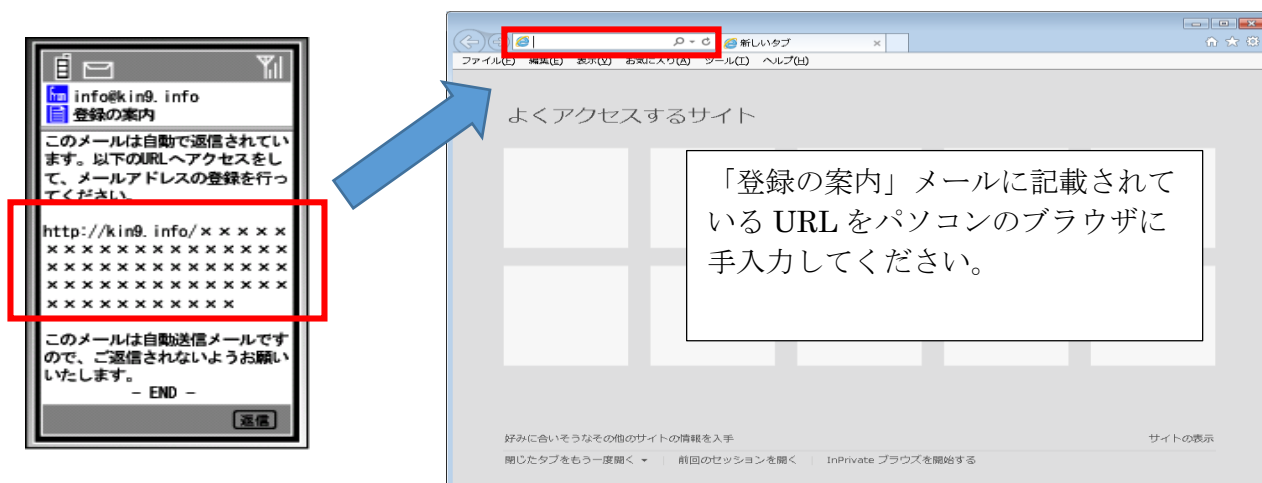 frm info@kin9.info
登録の案内
このメールは自動で返信されてい
ます。以下のURLへアクセスをし
て、メールアドレスの登録を行っ
てください。
http://kin9.info/×××××
××××××××××××××
××××××××××××××
××××××××××××××
×××××××××××
このメールは自動送信メールです
ので、ご返信されないようお願い
いたします。
- END -
返信
新しいタブ
ファイル(F) 編集(E) 表示(V) お気に入り(A) ツール(T) ヘルプ(H)
よくアクセスするサイト
「登録の案内」メールに記載されて
いる URL をパソコンのブラウザに
手入力してください。
好みに合いそうなその他のサイトの情報を入手 サイトの表示
閉じたタブをもう一度開く 前回のセッションを開く InPrivate ブラウズを開始する